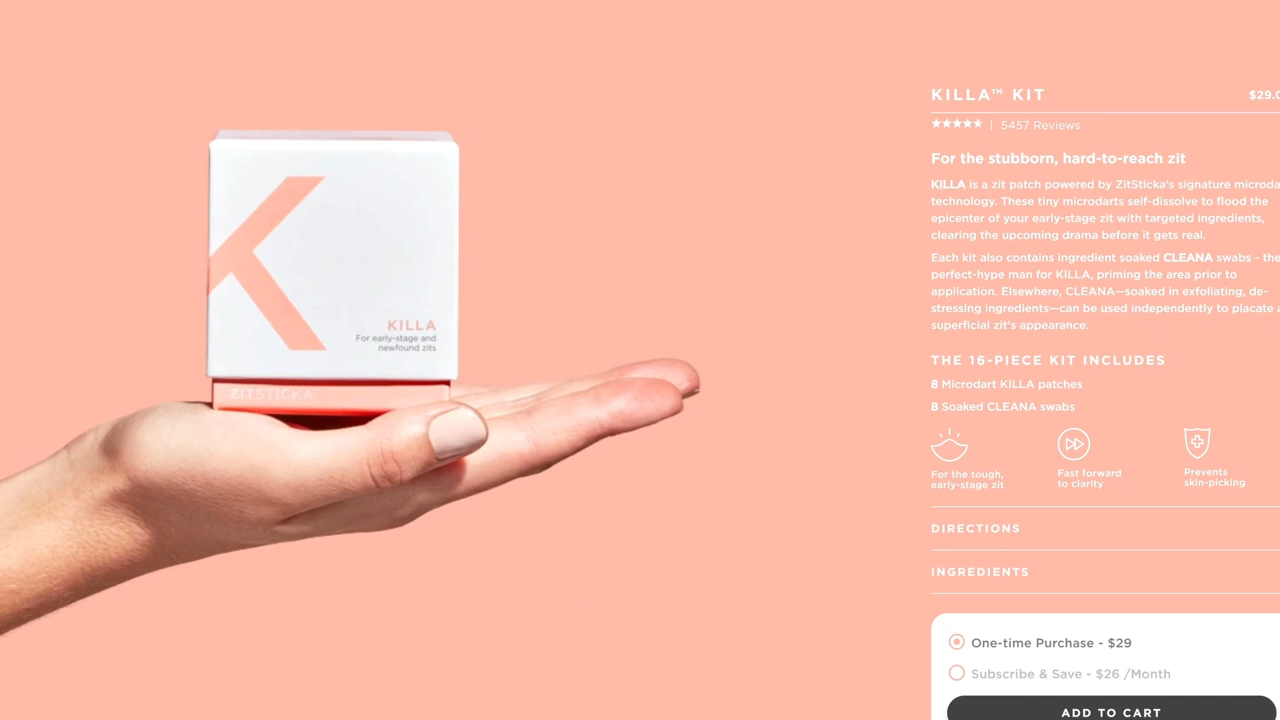 K
KILLA
For early-stage and
newfound zits
ZITSTICKA
KILLA™ KIT
$29.0
| 5457 Reviews
For the stubborn, hard-to-reach zit
KILLA is a zit patch powered by ZitSticka's signature microda
technology. These tiny microdarts self-dissolve to flood the
epicenter of your early-stage zit with targeted ingredients,
clearing the upcoming drama before it gets real.
Each kit also contains ingredient soaked CLEANA swabs - the
perfect-hype man for KILLA, priming the area prior to
application. Elsewhere, CLEANA—soaked in exfoliating, de-
stressing ingredients—can be used independently to placate a
superficial zit's appearance.
THE 16-PIECE KIT INCLUDES
8 Microdart KILLA patches
8 Soaked CLEANA swabs
For the tough,
early-stage zit
Fast forward
to clarity
Prevents
skin-picking
DIRECTIONS
INGREDIENTS
One-time Purchase - $29
Subscribe & Save - $26 /Month
ADD TO CART